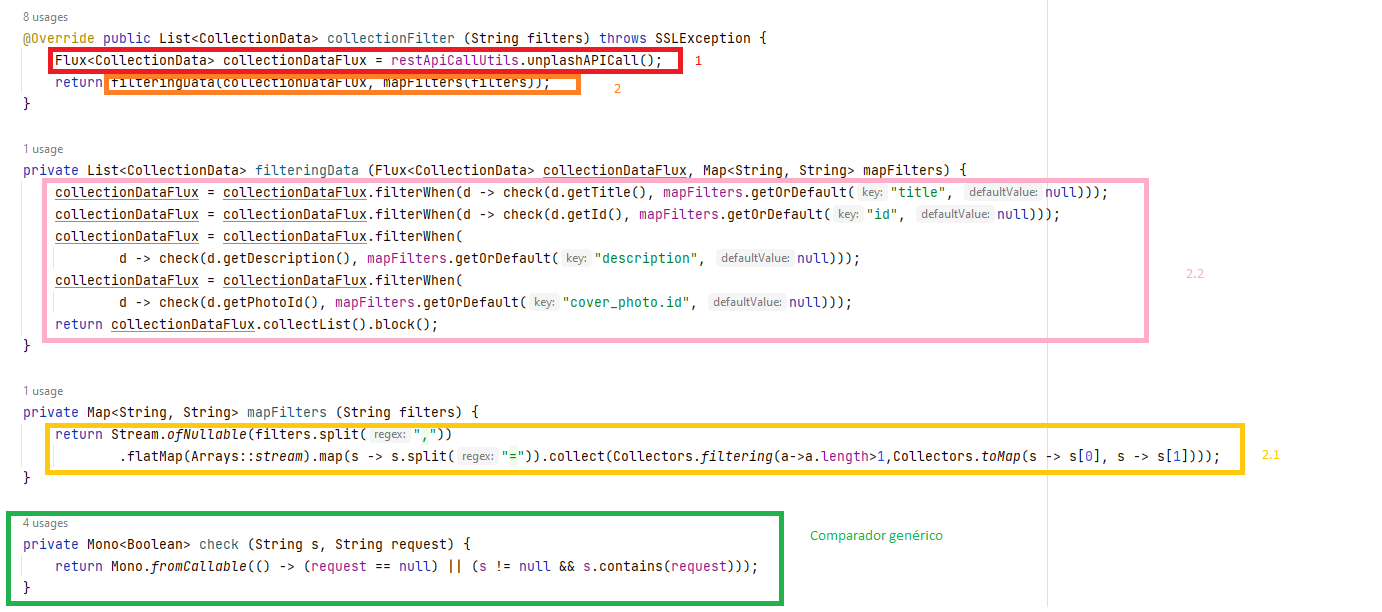 8 usages
@Override public List<CollectionData> collectionFilter (String filters) throws SSLException {
Flux<CollectionData> collectionDataFlux = restApiCallUtils.unplashAPICall(); 1
return filteringData(collectionDataFlux, mapFilters(filters)); 2
}
1 usage
private List<CollectionData> filteringData (Flux<CollectionData> collectionDataFlux, Map<String, String> mapFilters) {
collectionDataFlux = collectionDataFlux.filterWhen(d -> check(d.getTitle(), mapFilters.getOrDefault( key: "title", defaultValue: null)));
collectionDataFlux = collectionDataFlux.filterWhen(d -> check(d.getId(), mapFilters.getOrDefault( key: "id", defaultValue: null)));
collectionDataFlux = collectionDataFlux.filterWhen(
d -> check(d.getDescription(), mapFilters.getOrDefault( key: "description", defaultValue: null)));
collectionDataFlux = collectionDataFlux.filterWhen( 2.2
d -> check(d.getPhotoId(), mapFilters.getOrDefault( key: "cover_photo.id", defaultValue: null)));
return collectionDataFlux.collectList().block();
}
1 usage
private Map<String, String> mapFilters (String filters) {
return Stream.ofNullable(filters.split( regex: ","))
.flatMap(Arrays::stream).map(s -> s.split( regex: "=")).collect(Collectors.filtering(a->a.length>1,Collectors.toMap(s -> s[0], s -> s[1]))); 2.1
}
4 usages
private Mono<Boolean> check (String s, String request) { Comparador genérico
return Mono.fromCallable(() -> (request == null) || (s != null && s.contains(request)));
}